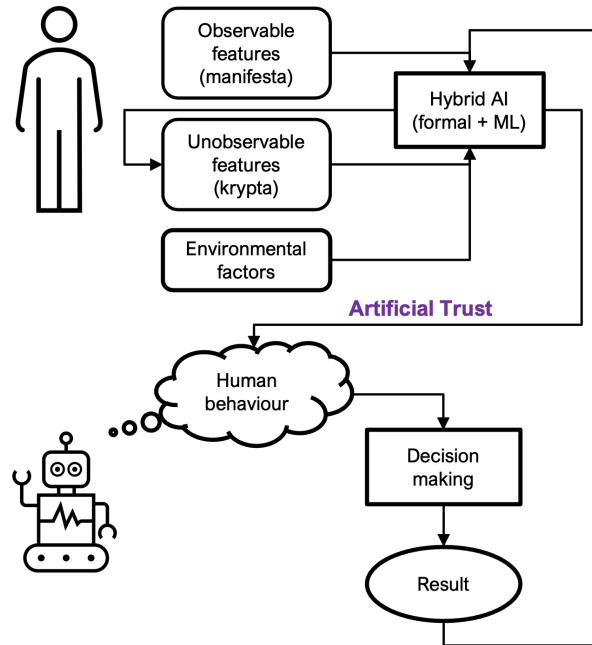 Observable
features
(manifesta)
Hybrid AI
(formal + ML)
Unobservable
features
(krypta)
Environmental
factors
Artificial Trust
Human
behaviour
Decision
making
Result